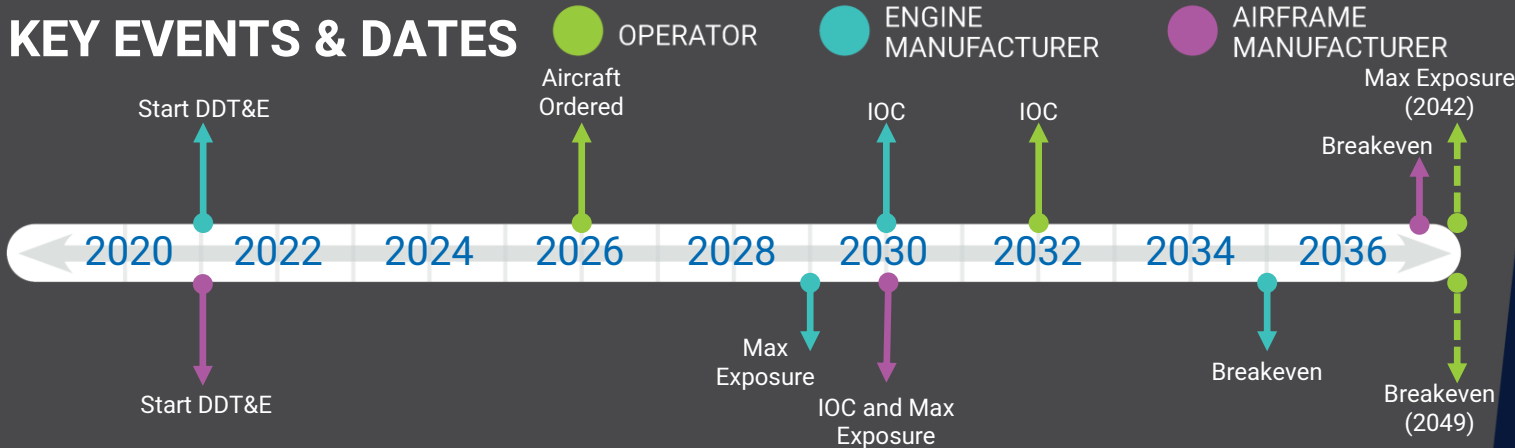 KEY EVENTS & DATES
OPERATOR
ENGINE
MANUFACTURER
AIRFRAME
MANUFACTURER
Start DDT&E
Aircraft
Ordered
IOC
IOC
Breakeven
Max Exposure
(2042)
2020 2022 2024 2026 2028 2030 2032 2034 2036
Start DDT&E
Max
Exposure
IOC and Max
Exposure
Breakeven
Breakeven
(2049)